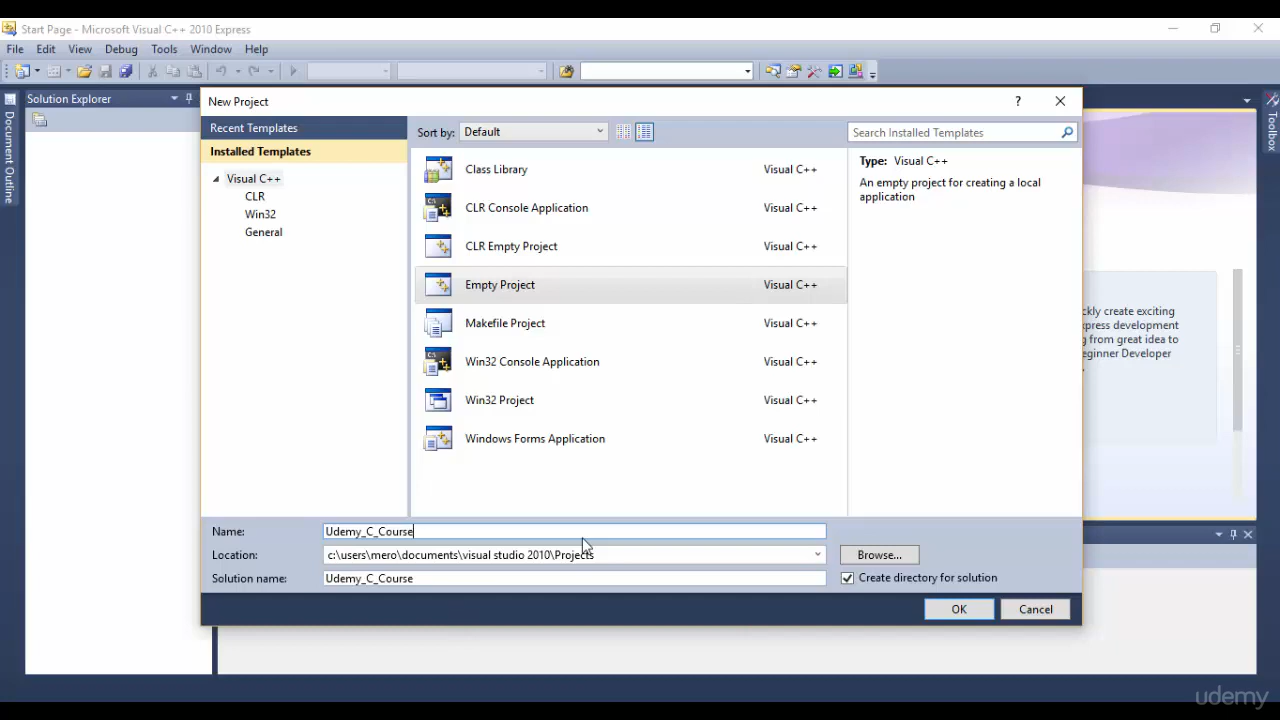 Start Page - Microsoft Visual C++ 2010 Express
File Edit View Debug Tools Window Help
Solution Explorer
Document Outline
Toolbox
New Project
Recent Templates
Installed Templates
Visual C++
CLR
Win32
General
Sort by: Default
Search Installed Templates
Class Library Visual C++
CLR Console Application Visual C++
CLR Empty Project Visual C++
Empty Project Visual C++
Makefile Project Visual C++
Win32 Console Application Visual C++
Win32 Project Visual C++
Windows Forms Application Visual C++
Type: Visual C++
An empty project for creating a local
application
ckly create exciting
xpress development
g from great idea to
eginner Developer
.
Name: Udemy_C_Course
Location: c:\users\mero\documents\visual studio 2010\Projects
Browse...
Solution name: Udemy_C_Course
Create directory for solution
OK Cancel
udemy